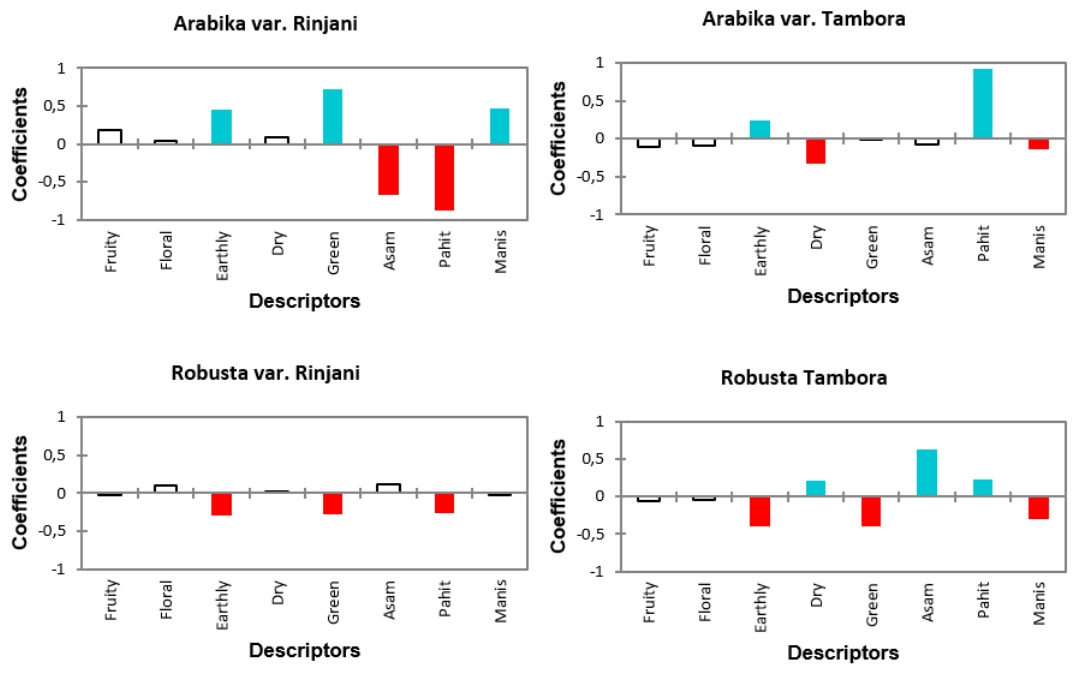 Arabika var. Rinjani
Coefficients
1
0,5
0
-0,5
-1
Fruity
Floral
Earthly
Dry
Green
Asam
Pahit
Manis
Descriptors
Arabika var. Tambora
Coefficients
1
0,5
0
-0,5
-1
Fruity
Floral
Earthly
Dry
Green
Asam
Pahit
Manis
Descriptors
Robusta var. Rinjani
Coefficients
1
0,5
0
-0,5
-1
Fruity
Floral
Earthly
Dry
Green
Asam
Pahit
Manis
Descriptors
Robusta Tambora
Coefficients
1
0,5
0
-0,5
-1
Fruity
Floral
Earthly
Dry
Green
Asam
Pahit
Manis
Descriptors